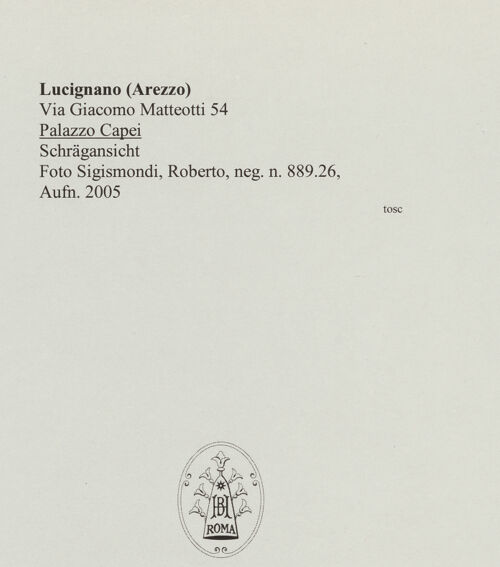 Lucignano (Arezzo)
Via Giacomo Matteotti 54
Palazzo Capei
Schrägansicht
Foto Sigismondi, Roberto, neg. n. 889.26,
Aufn. 2005
tosc
BH
ROMA